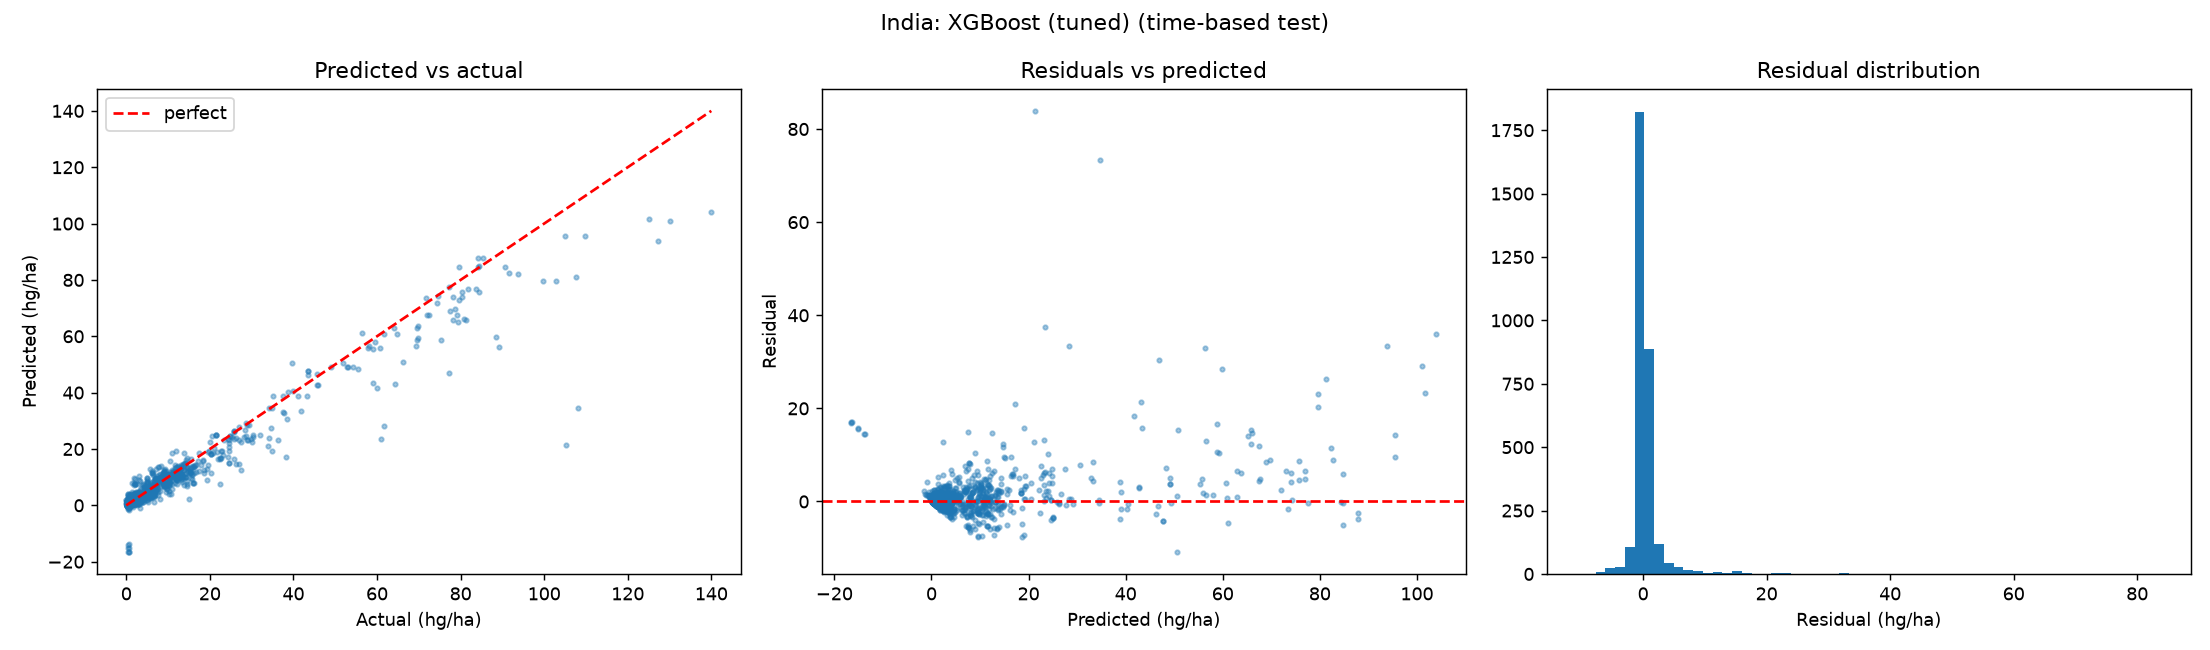 India: XGBoost (tuned) (time-based test)
Predicted vs actual
perfect
140
120
100
80
60
40
20
0
−20
Predicted (hg/ha)
0 20 40 60 80 100 120 140
Actual (hg/ha)
Residuals vs predicted
80
60
40
20
0
Residual
−20 0 20 40 60 80 100
Predicted (hg/ha)
Residual distribution
1750
1500
1250
1000
750
500
250
0
0 20 40 60 80
Residual (hg/ha)